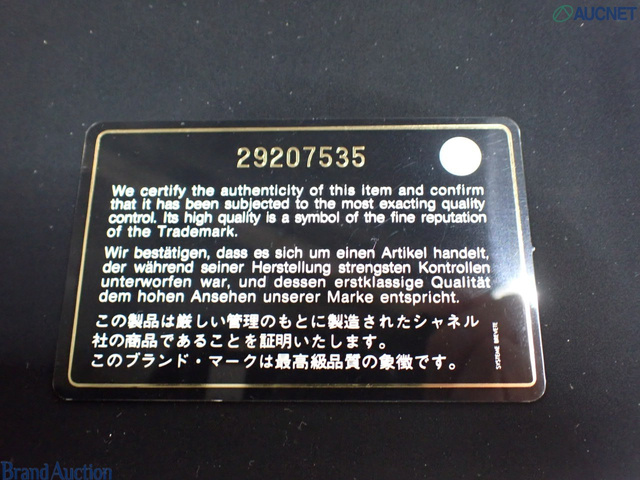 AUCNET
29207535
We certify the authenticity of this item and confirm
that it has been subjected to the most exacting quality
control. Its high quality is a symbol of the fine reputation
of the Trademark.
Wir bestätigen, dass es sich um einen Artikel handelt,
der während seiner Herstellung strengsten Kontrollen
unterworfen war, und dessen erstklassige Qualität
dem hohen Ansehen unserer Marke entspricht.
この製品は厳しい管理のもとに製造されたシャネル
社の商品であることを証明いたします。
このブランド・マークは最高級品質の象徴です。
SYSTEME BREVETE
Brand Auction